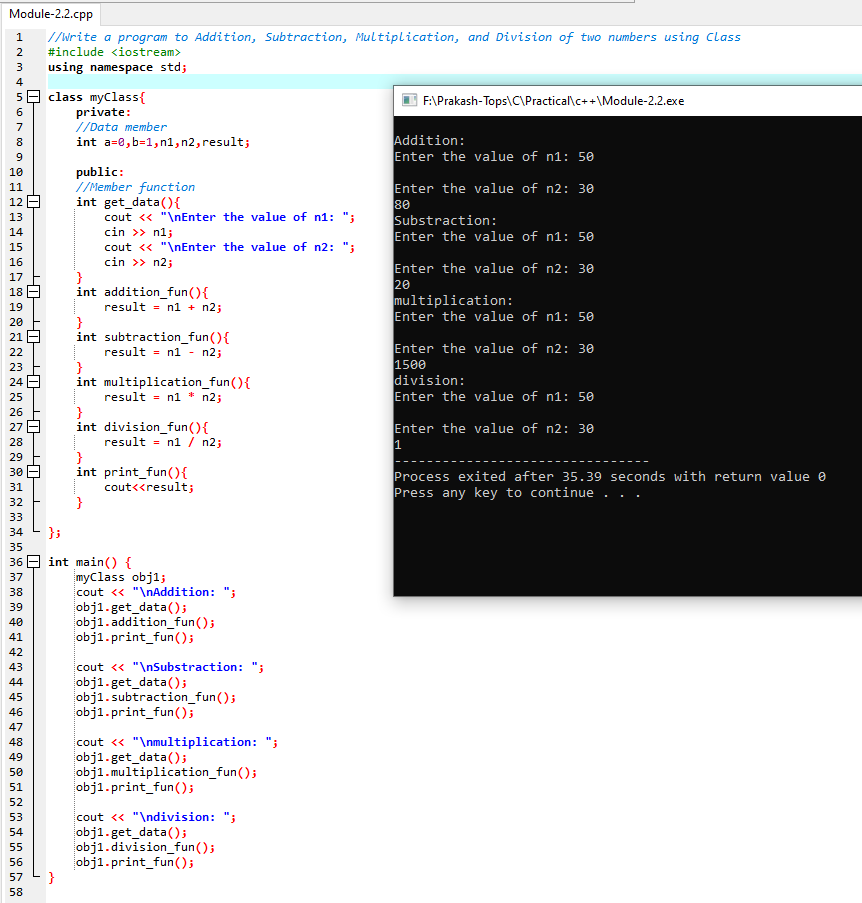 Module-2.2.cpp
1 //Write a program to Addition, Subtraction, Multiplication, and Division of two numbers using Class
2 #include <iostream>
3 using namespace std;
4
5 class myClass{
6 private:
7 //Data member
8 int a=0,b=1,n1,n2,result;
9
10 public:
11 //Member function
12 int get_data(){
13 cout << "\nEnter the value of n1: ";
14 cin >> n1;
15 cout << "\nEnter the value of n2: ";
16 cin >> n2;
17 }
18 int addition_fun(){
19 result = n1 + n2;
20 }
21 int subtraction_fun(){
22 result = n1 - n2;
23 }
24 int multiplication_fun(){
25 result = n1 * n2;
26 }
27 int division_fun(){
28 result = n1 / n2;
29 }
30 int print_fun(){
31 cout<<result;
32 }
33
34 };
35
36 int main() {
37 myClass obj1;
38 cout << "\nAddition: ";
39 obj1.get_data();
40 obj1.addition_fun();
41 obj1.print_fun();
42
43 cout << "\nSubstraction: ";
44 obj1.get_data();
45 obj1.subtraction_fun();
46 obj1.print_fun();
47
48 cout << "\nmultiplication: ";
49 obj1.get_data();
50 obj1.multiplication_fun();
51 obj1.print_fun();
52
53 cout << "\ndivision: ";
54 obj1.get_data();
55 obj1.division_fun();
56 obj1.print_fun();
57 }
58
F:\Prakash-Tops\C\Practical\c++\Module-2.2.exe
Addition:
Enter the value of n1: 50
Enter the value of n2: 30
80
Substraction:
Enter the value of n1: 50
Enter the value of n2: 30
20
multiplication:
Enter the value of n1: 50
Enter the value of n2: 30
1500
division:
Enter the value of n1: 50
Enter the value of n2: 30
1
--------------------------------
Process exited after 35.39 seconds with return value 0
Press any key to continue . . .